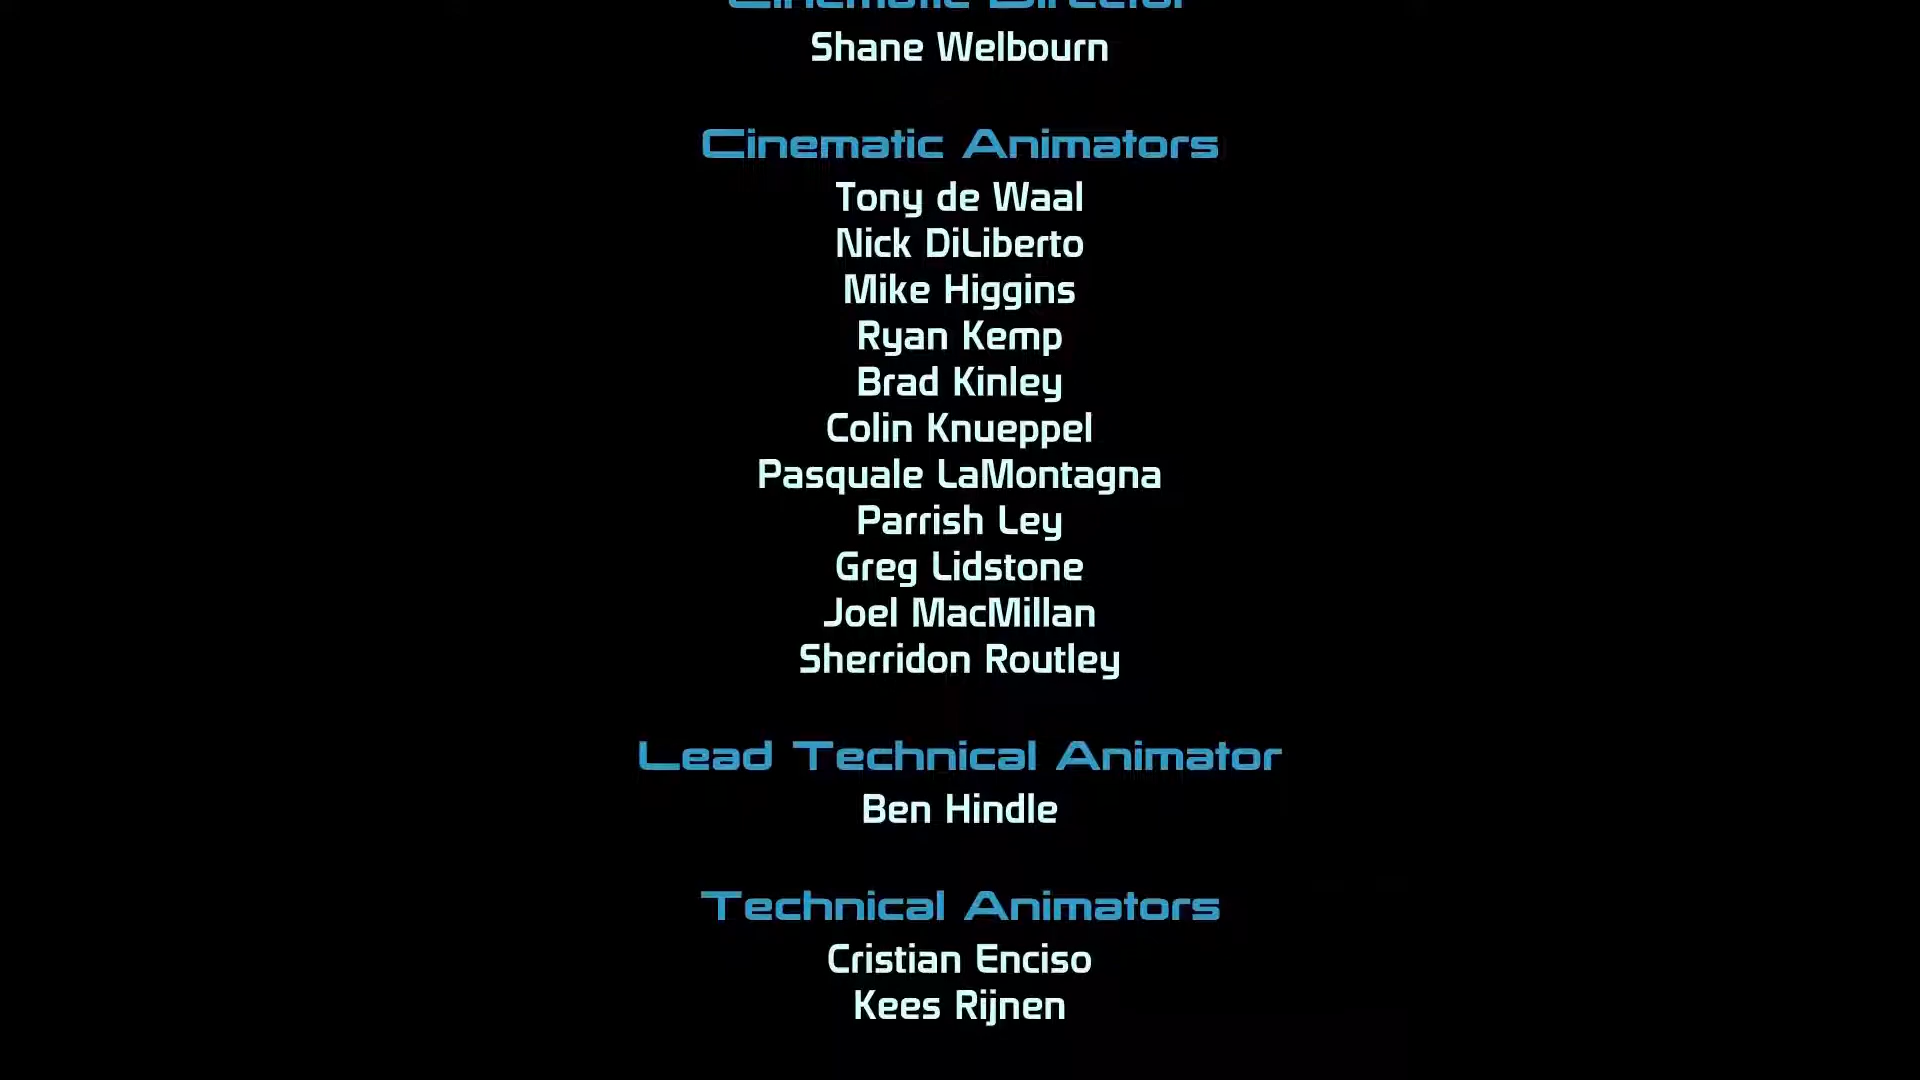 Cinematic Director
Shane Welbourn
Cinematic Animators
Tony de Waal
Nick DiLiberto
Mike Higgins
Ryan Kemp
Brad Kinley
Colin Knueppel
Pasquale LaMontagna
Parrish Ley
Greg Lidstone
Joel MacMillan
Sherridon Routley
Lead Technical Animator
Ben Hindle
Technical Animators
Cristian Enciso
Kees Rijnen